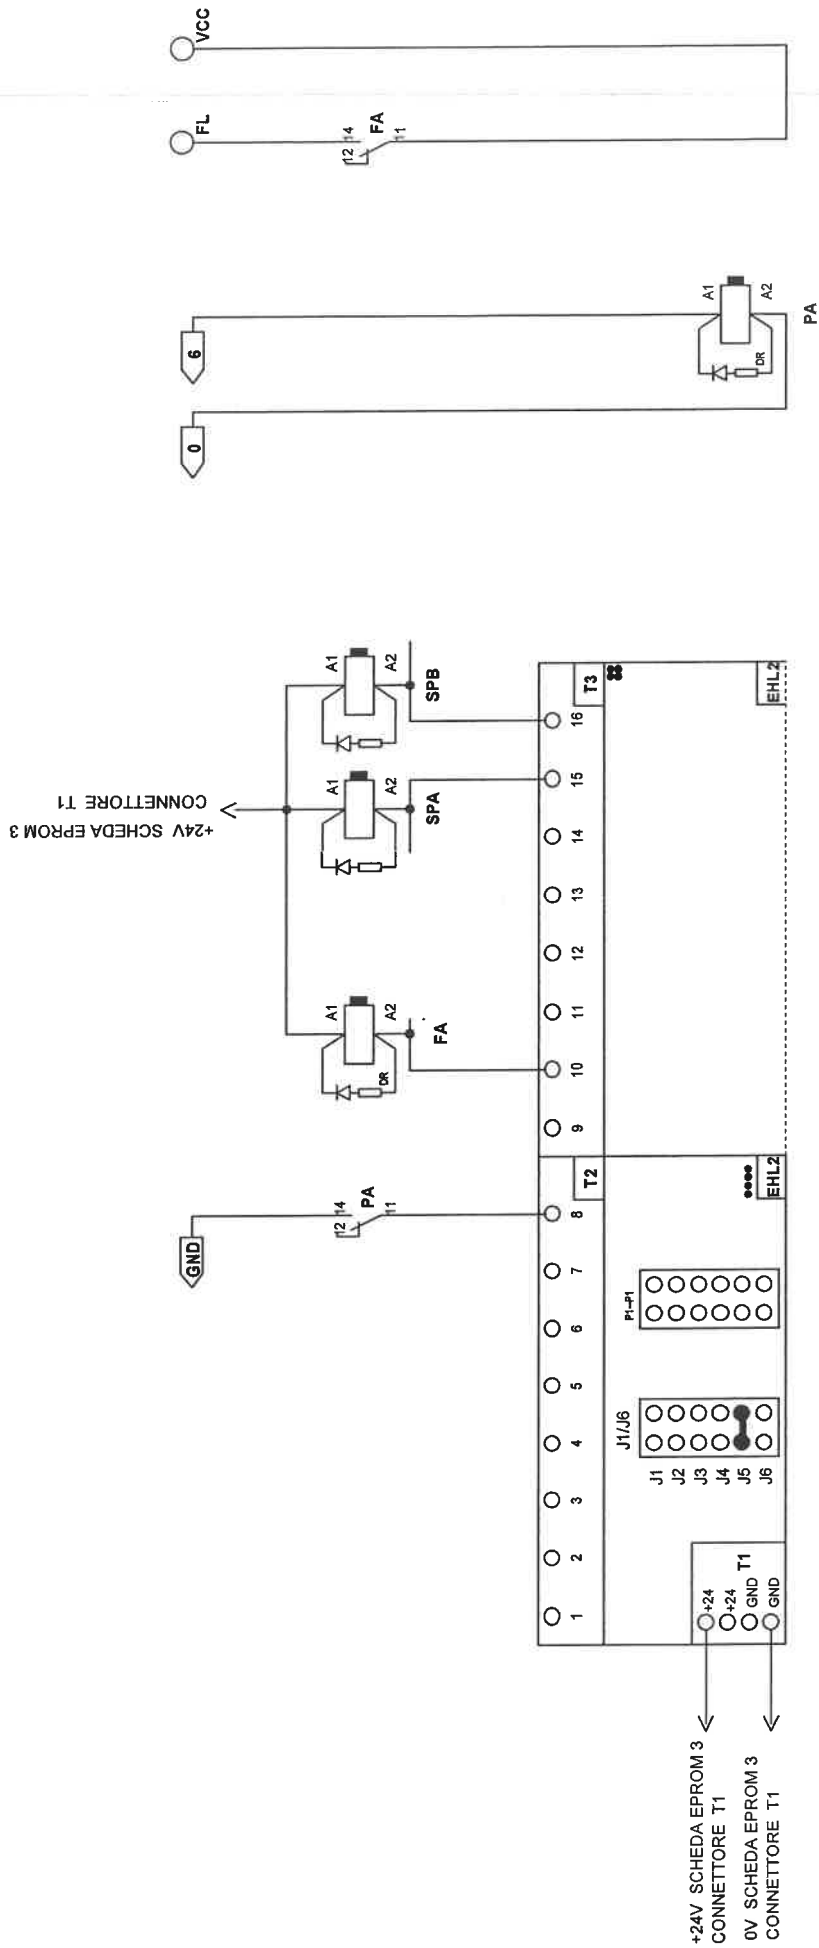 VCC
FL
14
12
FA
11
6
0
A1
A2
DR
PA
+24V SCHEDA EPROM 3
CONNETTORE T1
A1
A2
SPB
A1
A2
SPA
A1
A2
DR
FA
GND
14
12
PA
11
1 2 3 4 5 6 7 8
T2
9 10 11 12 13 14 15 16
T3
EHL2
EHL2
P1-P1
J1/J6
J1
J2
J3
J4
J5
J6
T1
+24
+24
GND
GND
+24V SCHEDA EPROM 3
CONNETTORE T1
0V SCHEDA EPROM 3
CONNETTORE T1